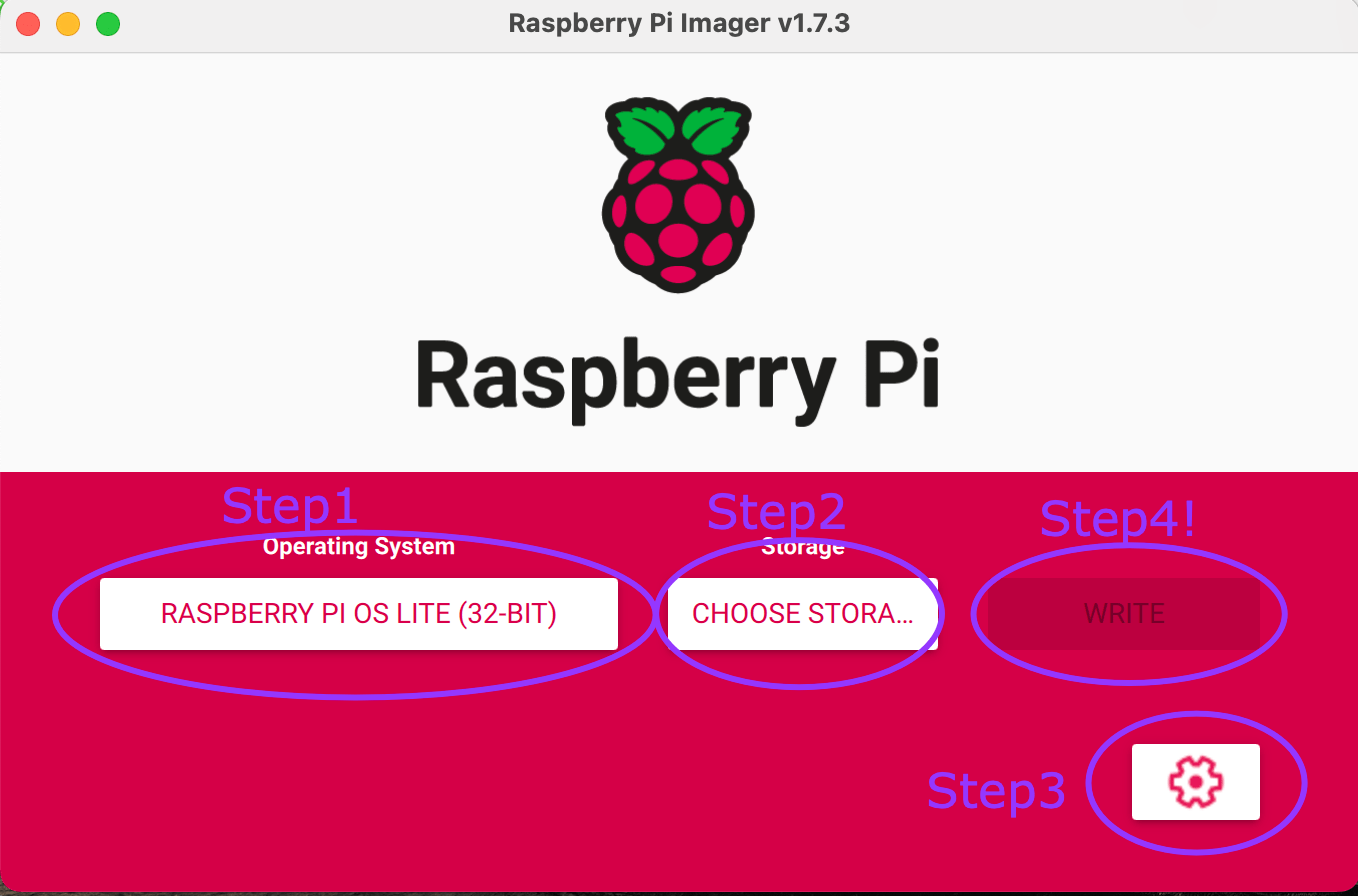 Raspberry Pi Imager v1.7.3
Raspberry Pi
Step1
Step2
Step4!
Operating System
Storage
RASPBERRY PI OS LITE (32-BIT)
CHOOSE STORA...
WRITE
Step3